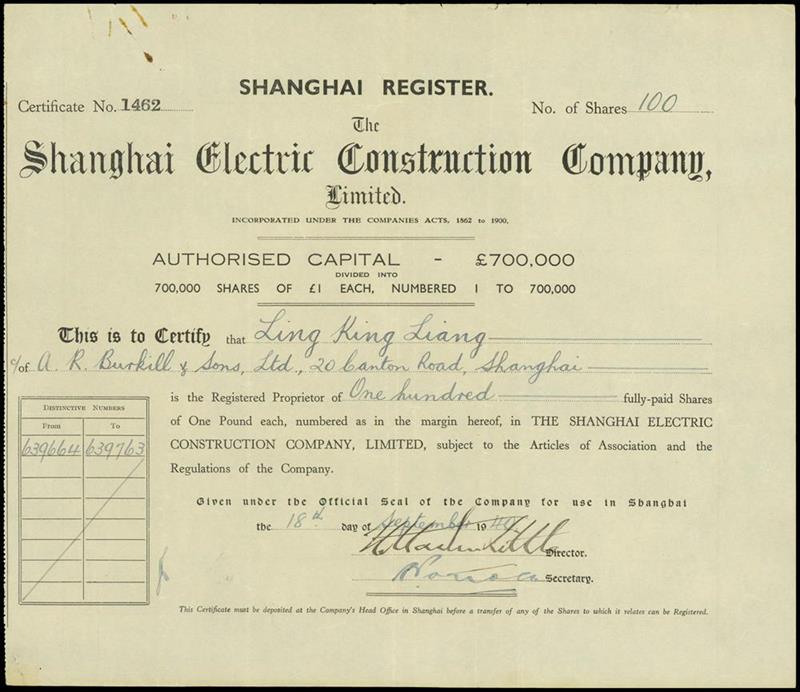 SHANGHAI REGISTER.
Certificate No. 1462
No. of Shares 100
The
Shanghai Electric Construction Company,
Limited.
INCORPORATED UNDER THE COMPANIES ACTS, 1862 to 1900,
AUTHORISED CAPITAL - £700,000
DIVIDED INTO
700,000 SHARES OF £1 EACH, NUMBERED 1 TO 700,000
This is to Certify that Ling King Liang
c/o of A. R. Burkill & Sons, Ltd., 20 Canton Road, Shanghai
is the Registered Proprietor of One hundred fully-paid Shares
of One Pound each, numbered as in the margin hereof, in THE SHANGHAI ELECTRIC
CONSTRUCTION COMPANY, LIMITED, subject to the Articles of Association and the
Regulations of the Company.
DISTINCTIVE NUMBERS
From To
639664 639763
Given under the Official Seal of the Company for use in Shanghai
the 18th day of September 1940
Director.
Secretary.
This Certificate must be deposited at the Company's Head Office in Shanghai before a transfer of any of the Shares to which it relates can be Registered.